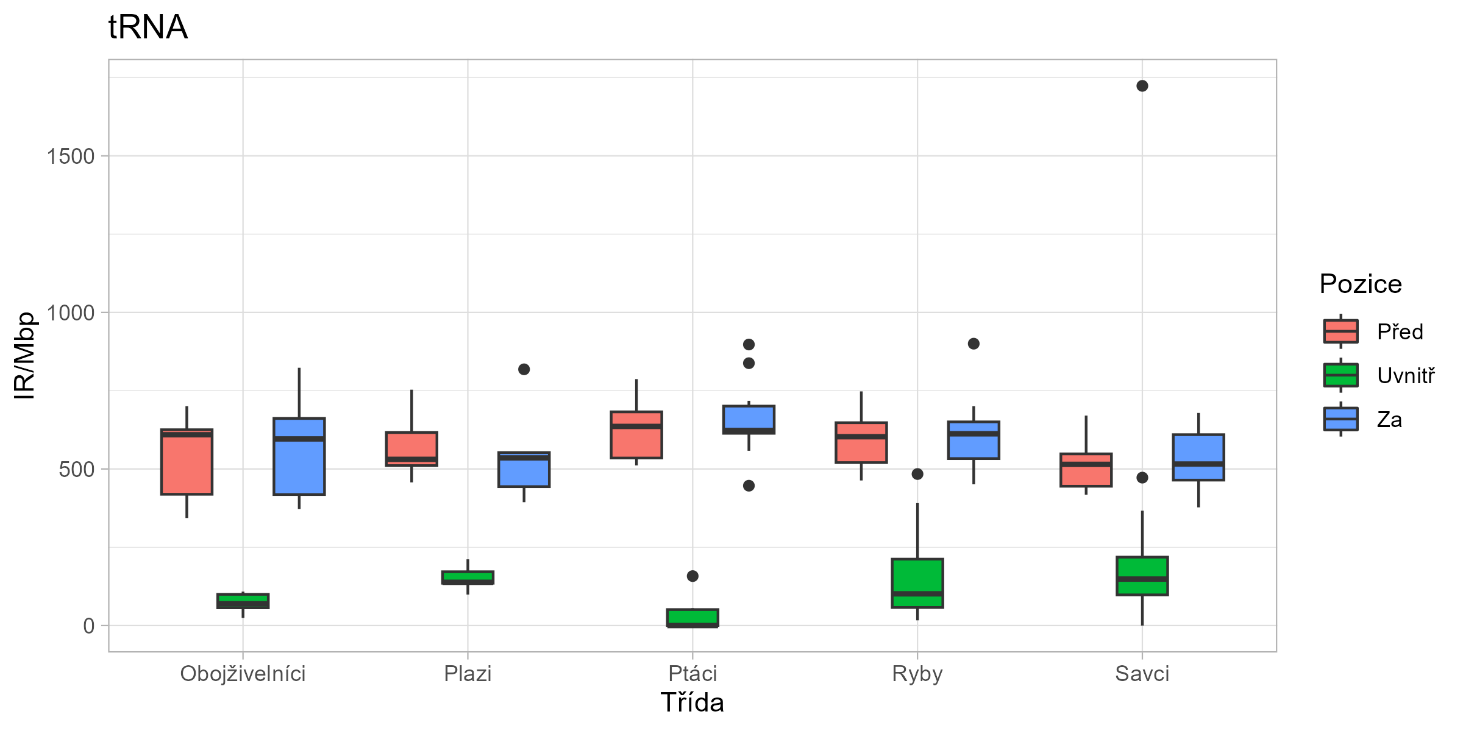 tRNA
IR/Mbp
1500
1000
500
0
Obojživelníci
Plazi
Ptáci
Ryby
Savci
Třída
Pozice
Před
Uvnitř
Za